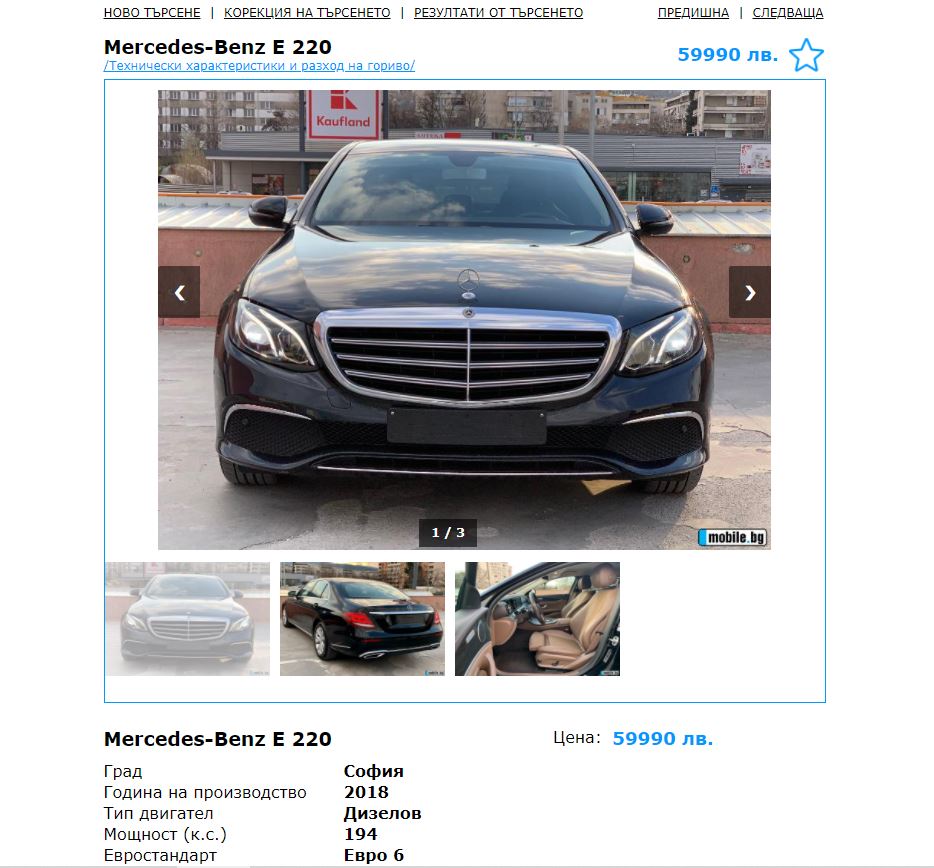 НОВО ТЪРСЕНЕ | КОРЕКЦИЯ НА ТЪРСЕНЕТО | РЕЗУЛТАТИ ОТ ТЪРСЕНЕТО ПРЕДИШНА | СЛЕДВАЩА
Mercedes-Benz E 220 59990 лв.
/Технически характеристики и разход на гориво/
K
Kaufland
1 / 3
mobile.bg
Mercedes-Benz E 220 Цена: 59990 лв.
Град София
Година на производство 2018
Тип двигател Дизелов
Мощност (к.с.) 194
Евростандарт Евро 6